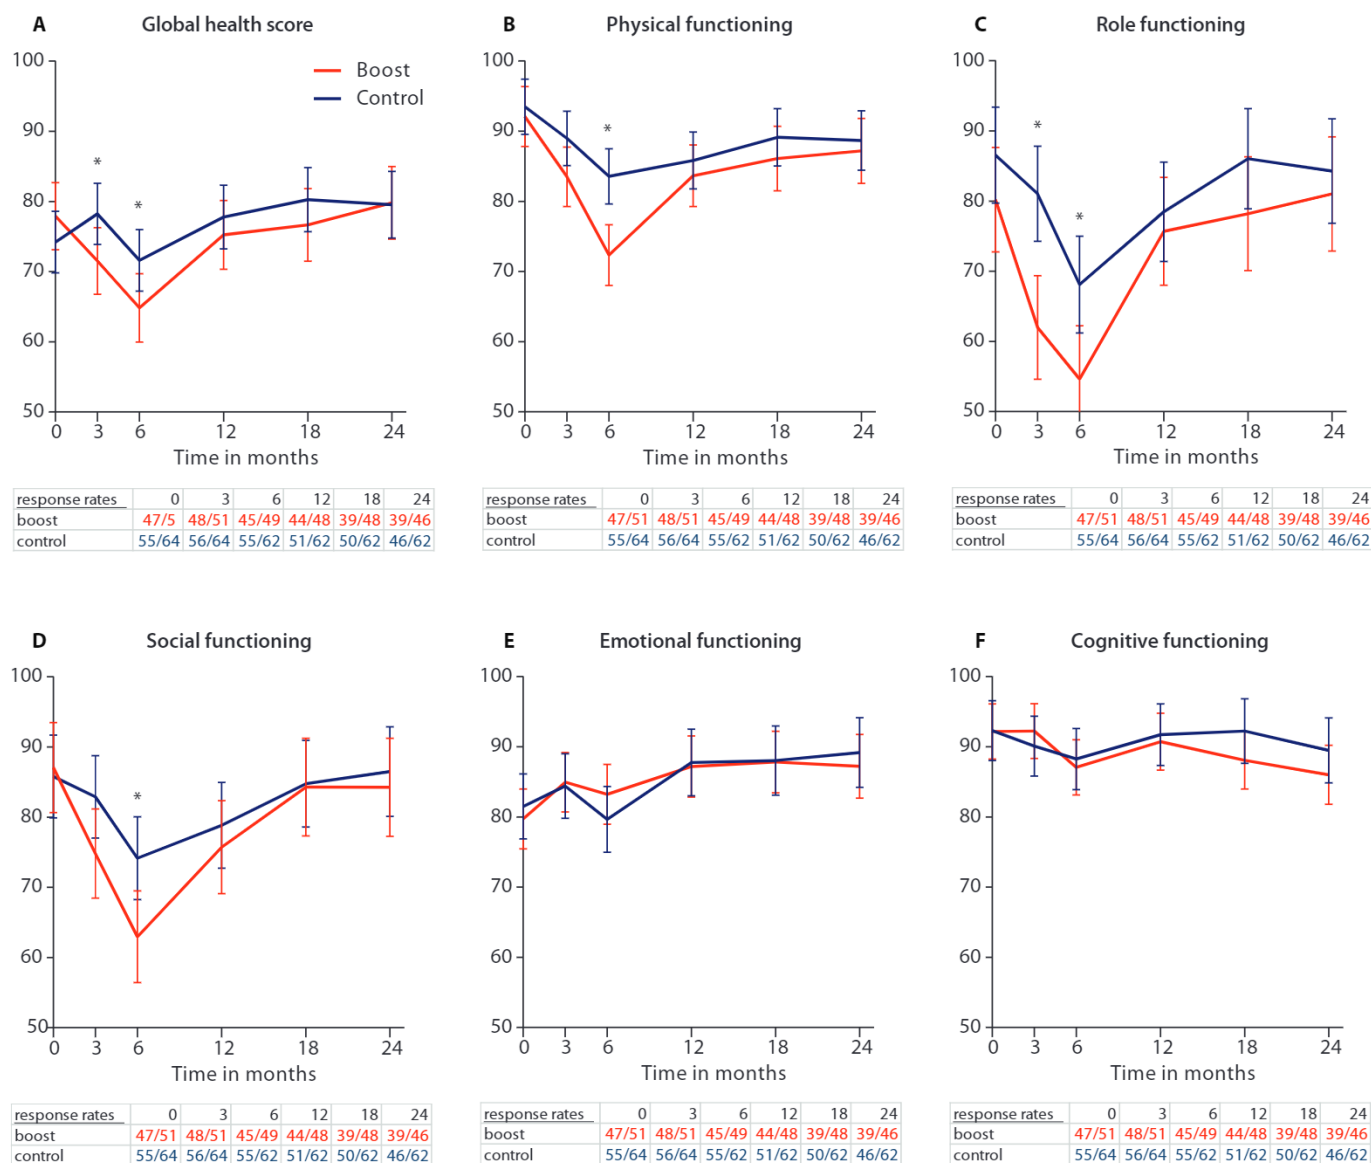 A Global health score
B Physical functioning
C Role functioning
100
90
80
70
60
50
Boost
Control
*
*
0 3 6 12 18 24
Time in months
100
90
80
70
60
50
*
0 3 6 12 18 24
Time in months
100
90
80
70
60
50
*
*
0 3 6 12 18 24
Time in months
response rates 0 3 6 12 18 24
boost 47/5 48/51 45/49 44/48 39/48 39/46
control 55/64 56/64 55/62 51/62 50/62 46/62
response rates 0 3 6 12 18 24
boost 47/51 48/51 45/49 44/48 39/48 39/46
control 55/64 56/64 55/62 51/62 50/62 46/62
response rates 0 3 6 12 18 24
boost 47/51 48/51 45/49 44/48 39/48 39/46
control 55/64 56/64 55/62 51/62 50/62 46/62
D Social functioning
E Emotional functioning
F Cognitive functioning
100
90
80
70
60
50
*
0 3 6 12 18 24
Time in months
100
90
80
70
60
50
0 3 6 12 18 24
Time in months
100
90
80
70
60
50
0 3 6 12 18 24
Time in months
response rates 0 3 6 12 18 24
boost 47/51 48/51 45/49 44/48 39/48 39/46
control 55/64 56/64 55/62 51/62 50/62 46/62
response rates 0 3 6 12 18 24
boost 47/51 48/51 45/49 44/48 39/48 39/46
control 55/64 56/64 55/62 51/62 50/62 46/62
response rates 0 3 6 12 18 24
boost 47/51 48/51 45/49 44/48 39/48 39/46
control 55/64 56/64 55/62 51/62 50/62 46/62